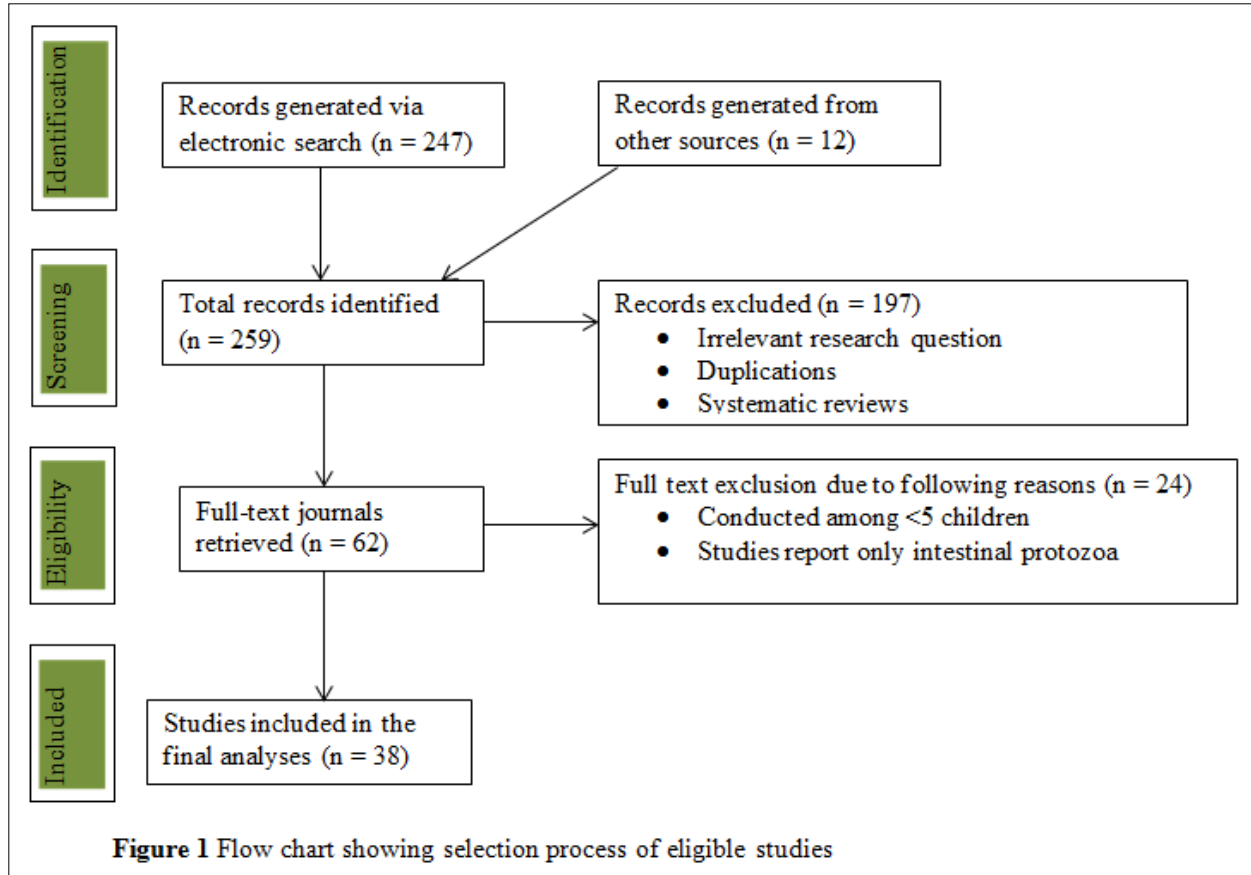 Identification
Records generated via
electronic search (n = 247)
Records generated from
other sources (n = 12)
Screening
Total records identified
(n = 259)
Records excluded (n = 197)
• Irrelevant research question
• Duplications
• Systematic reviews
Eligibility
Full-text journals
retrieved (n = 62)
Full text exclusion due to following reasons (n = 24)
• Conducted among <5 children
• Studies report only intestinal protozoa
Included
Studies included in the
final analyses (n = 38)
Figure 1 Flow chart showing selection process of eligible studies